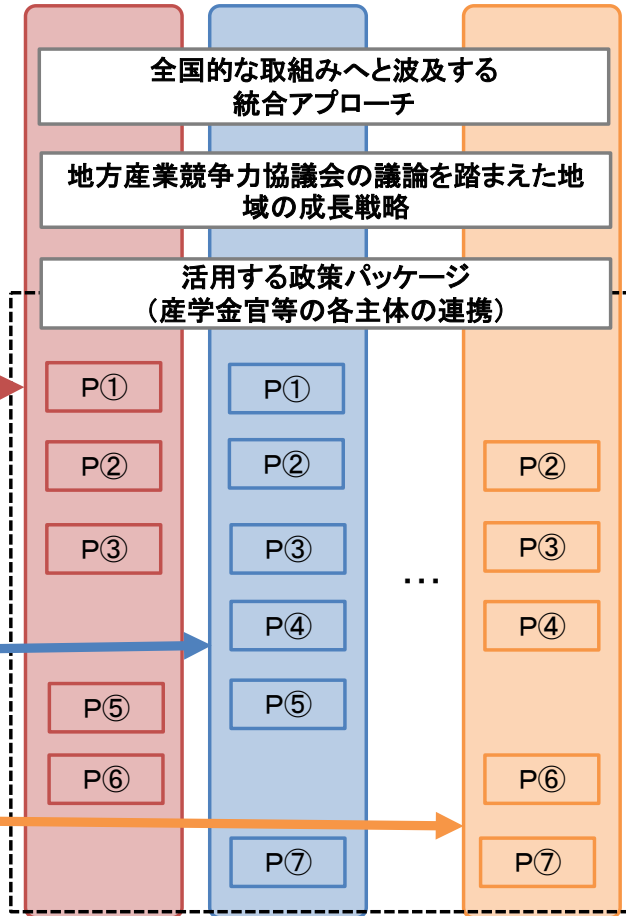 全国的な取組みへと波及する
統合アプローチ
地方産業競争力協議会の議論を踏まえた地
域の成長戦略
活用する政策パッケージ
（産学金官等の各主体の連携）
P① P①
P② P② P②
P③ P③ P③
…
P④ P④
P⑤ P⑤
P⑥ P⑥
P⑦ P⑦